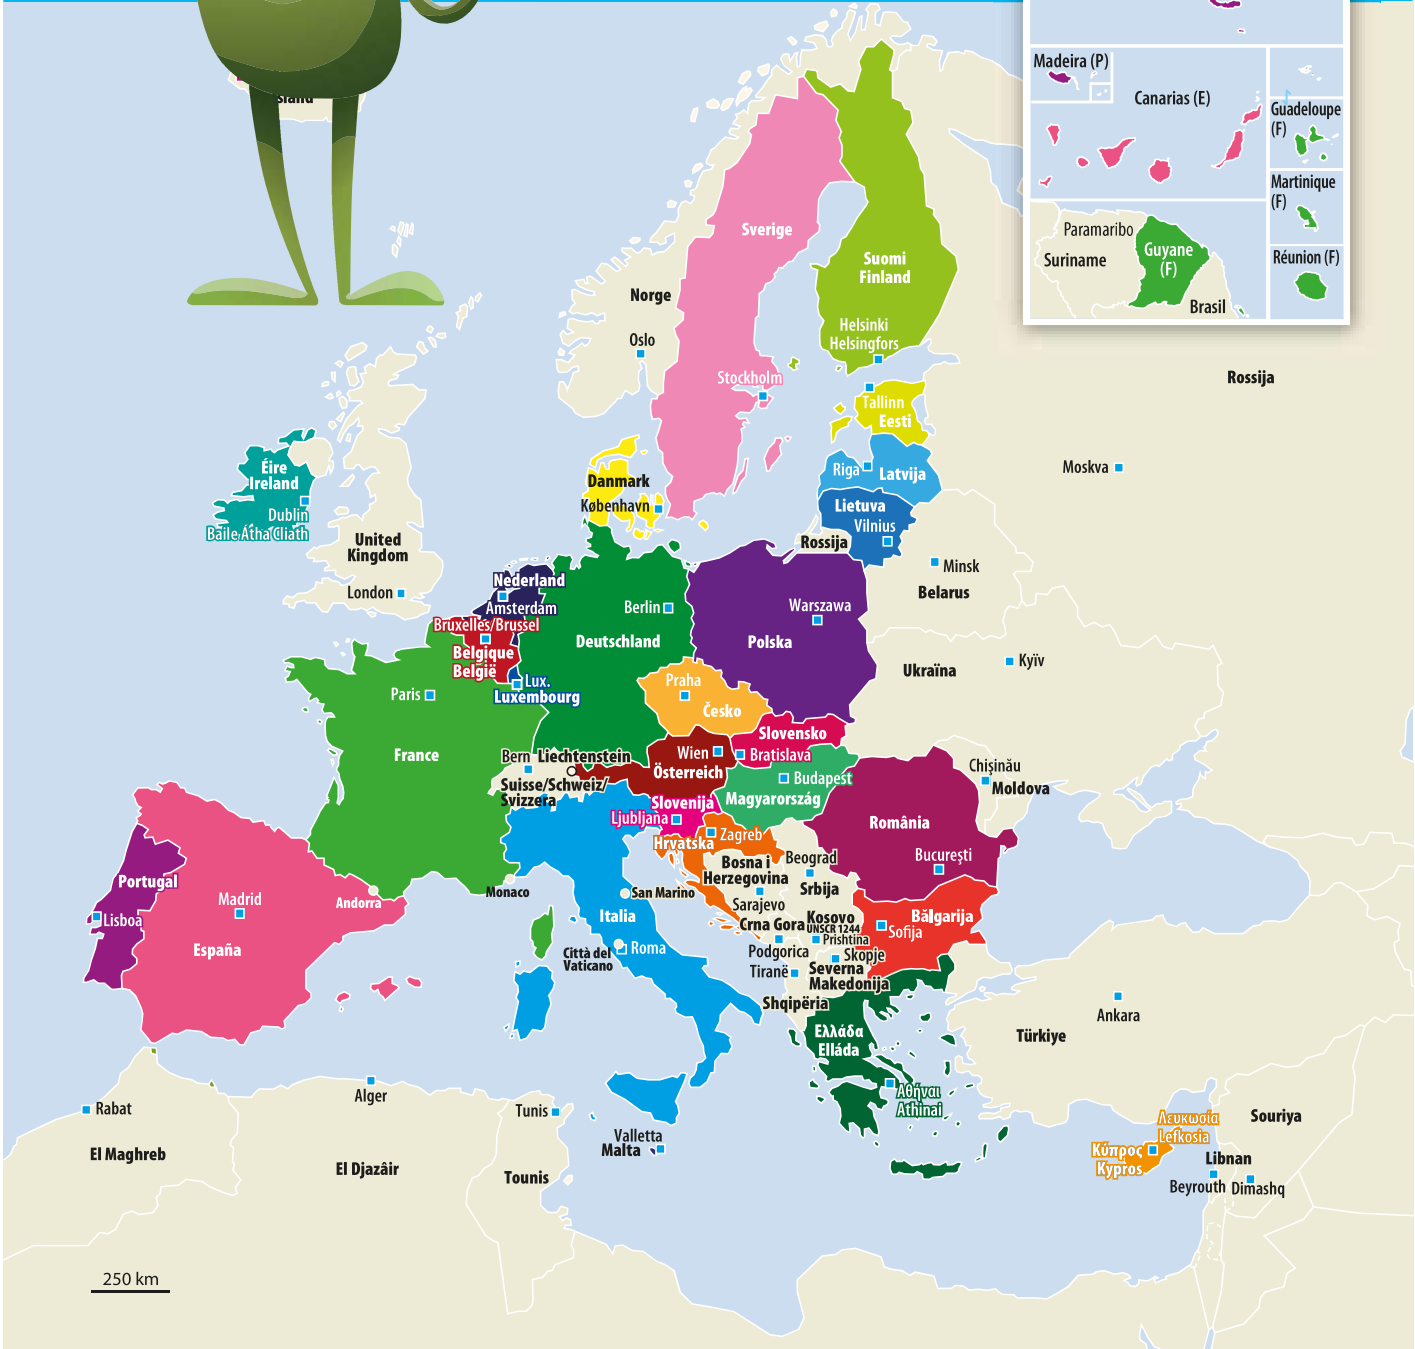 Madeira (P)
Canarias (E)
Guadeloupe
(F)
Martinique
(F)
Réunion (F)
Paramaribo
Suriname
Guyane
(F)
Brasil
Sverige
Suomi
Finland
Norge
Oslo
Helsinki
Helsingfors
Stockholm
Rossija
Tallinn
Eesti
Moskva
Riga
Latvija
Éire
Ireland
Dublin
Baile Átha Cliath
Danmark
København
Lietuva
Vilnius
United
Kingdom
London
Rossija
Minsk
Belarus
Nederland
Amsterdam
Berlin
Deutschland
Warszawa
Polska
Bruxelles/Brussel
Belgique
België
Lux.
Luxembourg
Ukraïna
Kyïv
Paris
France
Praha
Česko
Slovensko
Bratislava
Bern
Liechtenstein
Suisse/Schweiz/
Svizzera
Wien
Österreich
Budapest
Magyarország
Chișinău
Moldova
Slovenija
Ljubljana
Hrvatska
Zagreb
România
București
Portugal
Lisboa
Madrid
España
Andorra
Monaco
San Marino
Italia
Città del
Vaticano
Roma
Bosna i
Herzegovina
Sarajevo
Beograd
Srbija
Crna Gora
Podgorica
Kosovo
UNSCR 1244
Prishtina
Bălgarija
Sofija
Skopje
Severna
Makedonija
Tiranë
Shqipëria
Ελλάδα
Elláda
Αθήναι
Athinai
Türkiye
Ankara
Rabat
El Maghreb
Alger
El Djazâir
Tunis
Tounis
Valletta
Malta
Λευκωσία
Lefkosia
Κύπρος
Kypros
Souriya
Libnan
Beyrouth
Dimashq
250 km